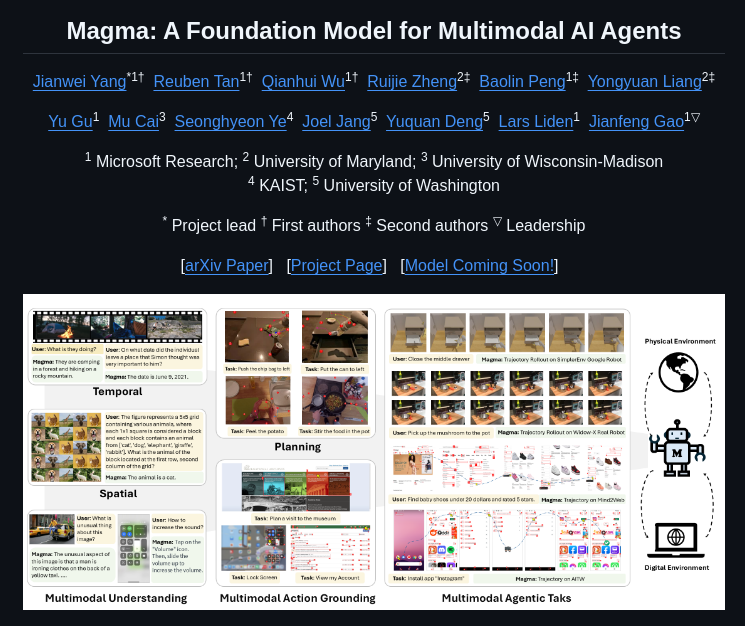 Magma: A Foundation Model for Multimodal AI Agents
Jianwei Yang*1† Reuben Tan1† Qianhui Wu1† Ruijie Zheng2‡ Baolin Peng1‡ Yongyuan Liang2‡
Yu Gu1 Mu Cai3 Seonghyeon Ye4 Joel Jang5 Yuquan Deng5 Lars Liden1 Jianfeng Gao1▽
1 Microsoft Research; 2 University of Maryland; 3 University of Wisconsin-Madison
4 KAIST; 5 University of Washington
* Project lead † First authors ‡ Second authors ▽ Leadership
[arXiv Paper] [Project Page] [Model Coming Soon!]
User: What is they doing?
Magma: They are camping
in a forest and hiking on a
rocky mountain.
User: On what date did the individual
leave a place that Simon thought was
very important to him?
Magma: The date is June 9, 2021.
Temporal
User: The figure represents a 5x5 grid
containing various animals, where
each 1x1 square is considered a block
and each block contains an animal
from ['cat', 'dog', 'elephant', 'giraffe',
'rabbit']. What is the animal of the
block located at the first row, second
column of the grid?
Magma: The animal is a cat.
Spatial
User: What is
unusual thing
about this
image?
Magma: The unusual aspect of
this image is that a man is
ironing clothes on the back of a
yellow taxi. ....
User: How to
increase the sound?
Magma: Tap on the
"Volume" icon.
Then, slide the
volume up to
increase the volume.
Multimodal Understanding
Task: Push the chip bag to left
Task: Put the can to left
Task: Peel the potato
Task: Stir the food in the pot
Planning
Task: Plan a visit to the museum
Task: Lock Screen
Task: View my Account
Multimodal Action Grounding
User: Close the middle drawer
Magma: Trajectory Rollout on SimplerEnv Google Robot
User: Pick up the mushroom to the pot
Magma: Trajectory Rollout on Widow-X Real Robot
User: Find baby shoes under 20 dollars and rated 5 stars.
Magma: Trajectory on Mind2Web
Task: Install app "Instagram"
Magma: Trajectory on AITW
Multimodal Agentic Taks
Physical Environment
M
Digital Environment